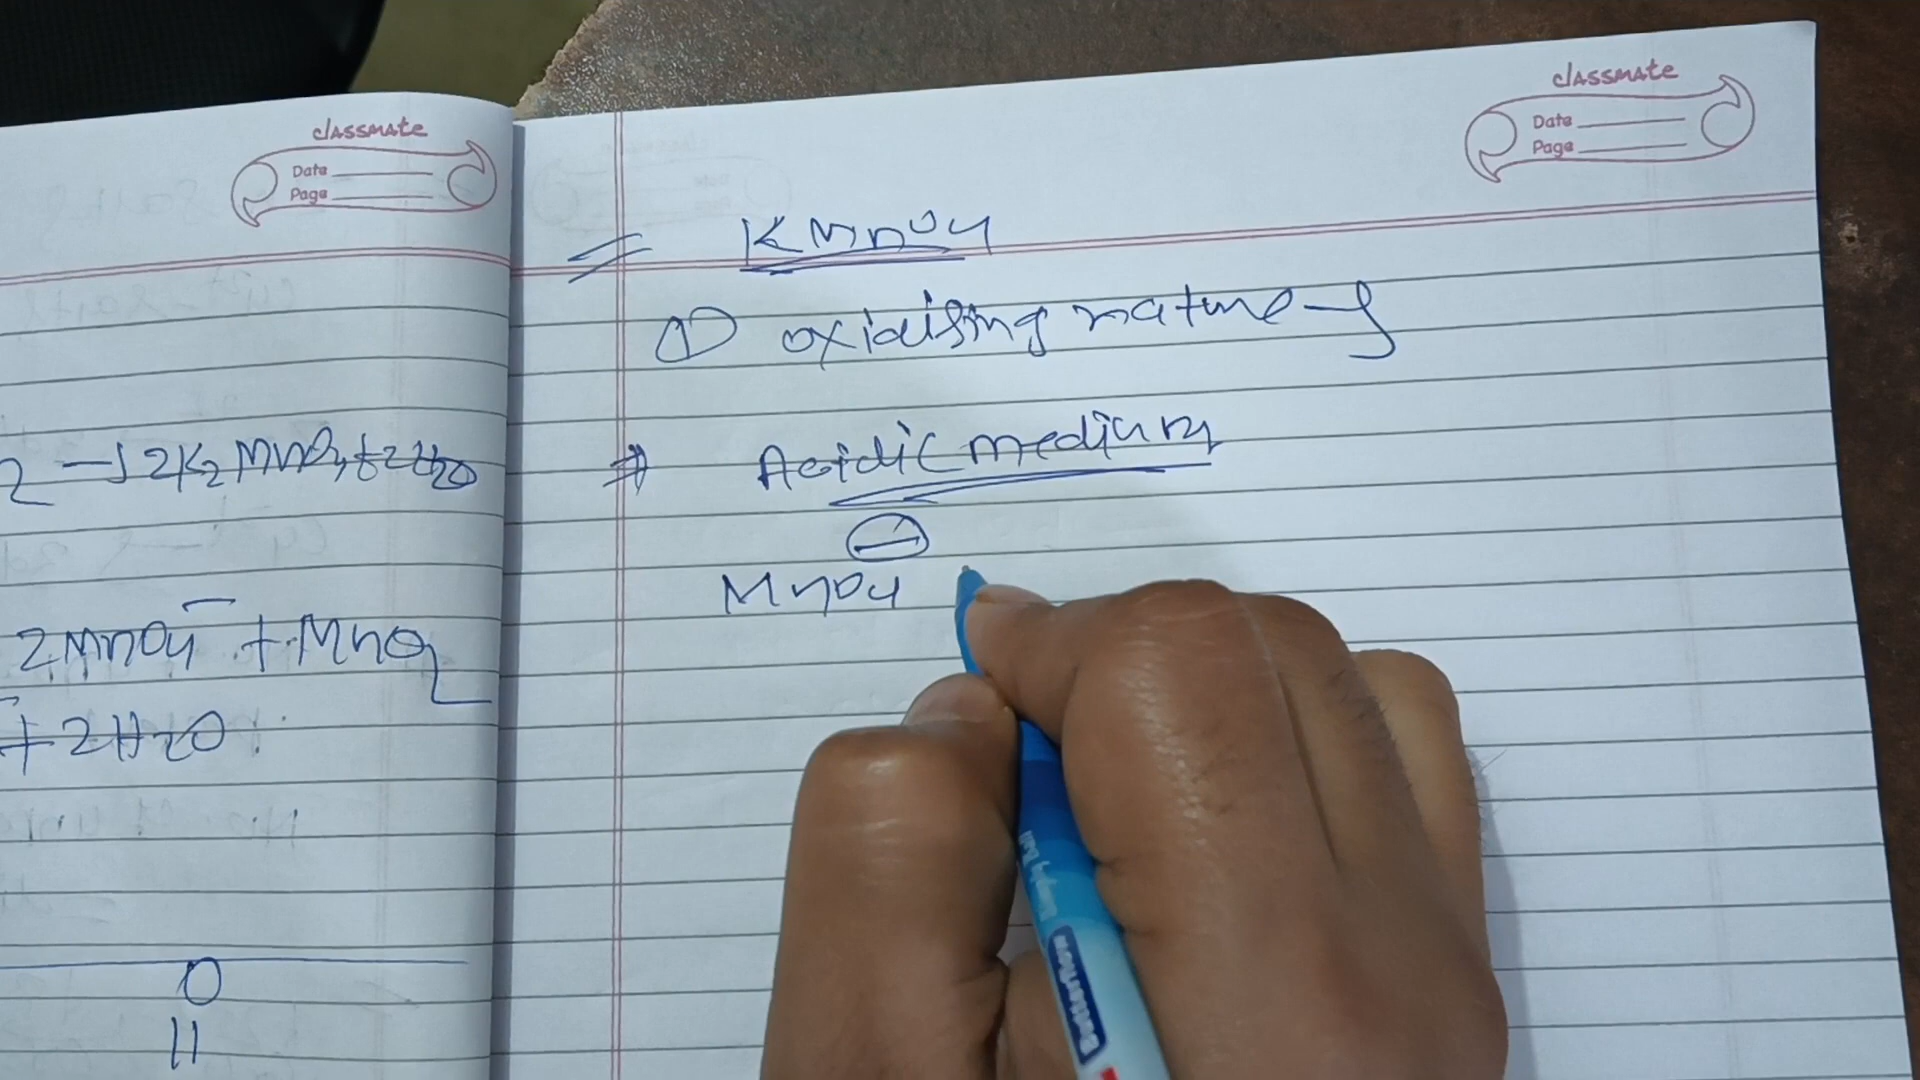 classmate
Date
Page
2 → 2K2MnO4 + 2H2O
2MnO4⁻ + MnO2
+ 2H2O
O
||
classmate
Date
Page
KMnO4
① oxidising nature →
⇒ Acidic medium
MnO4⁻